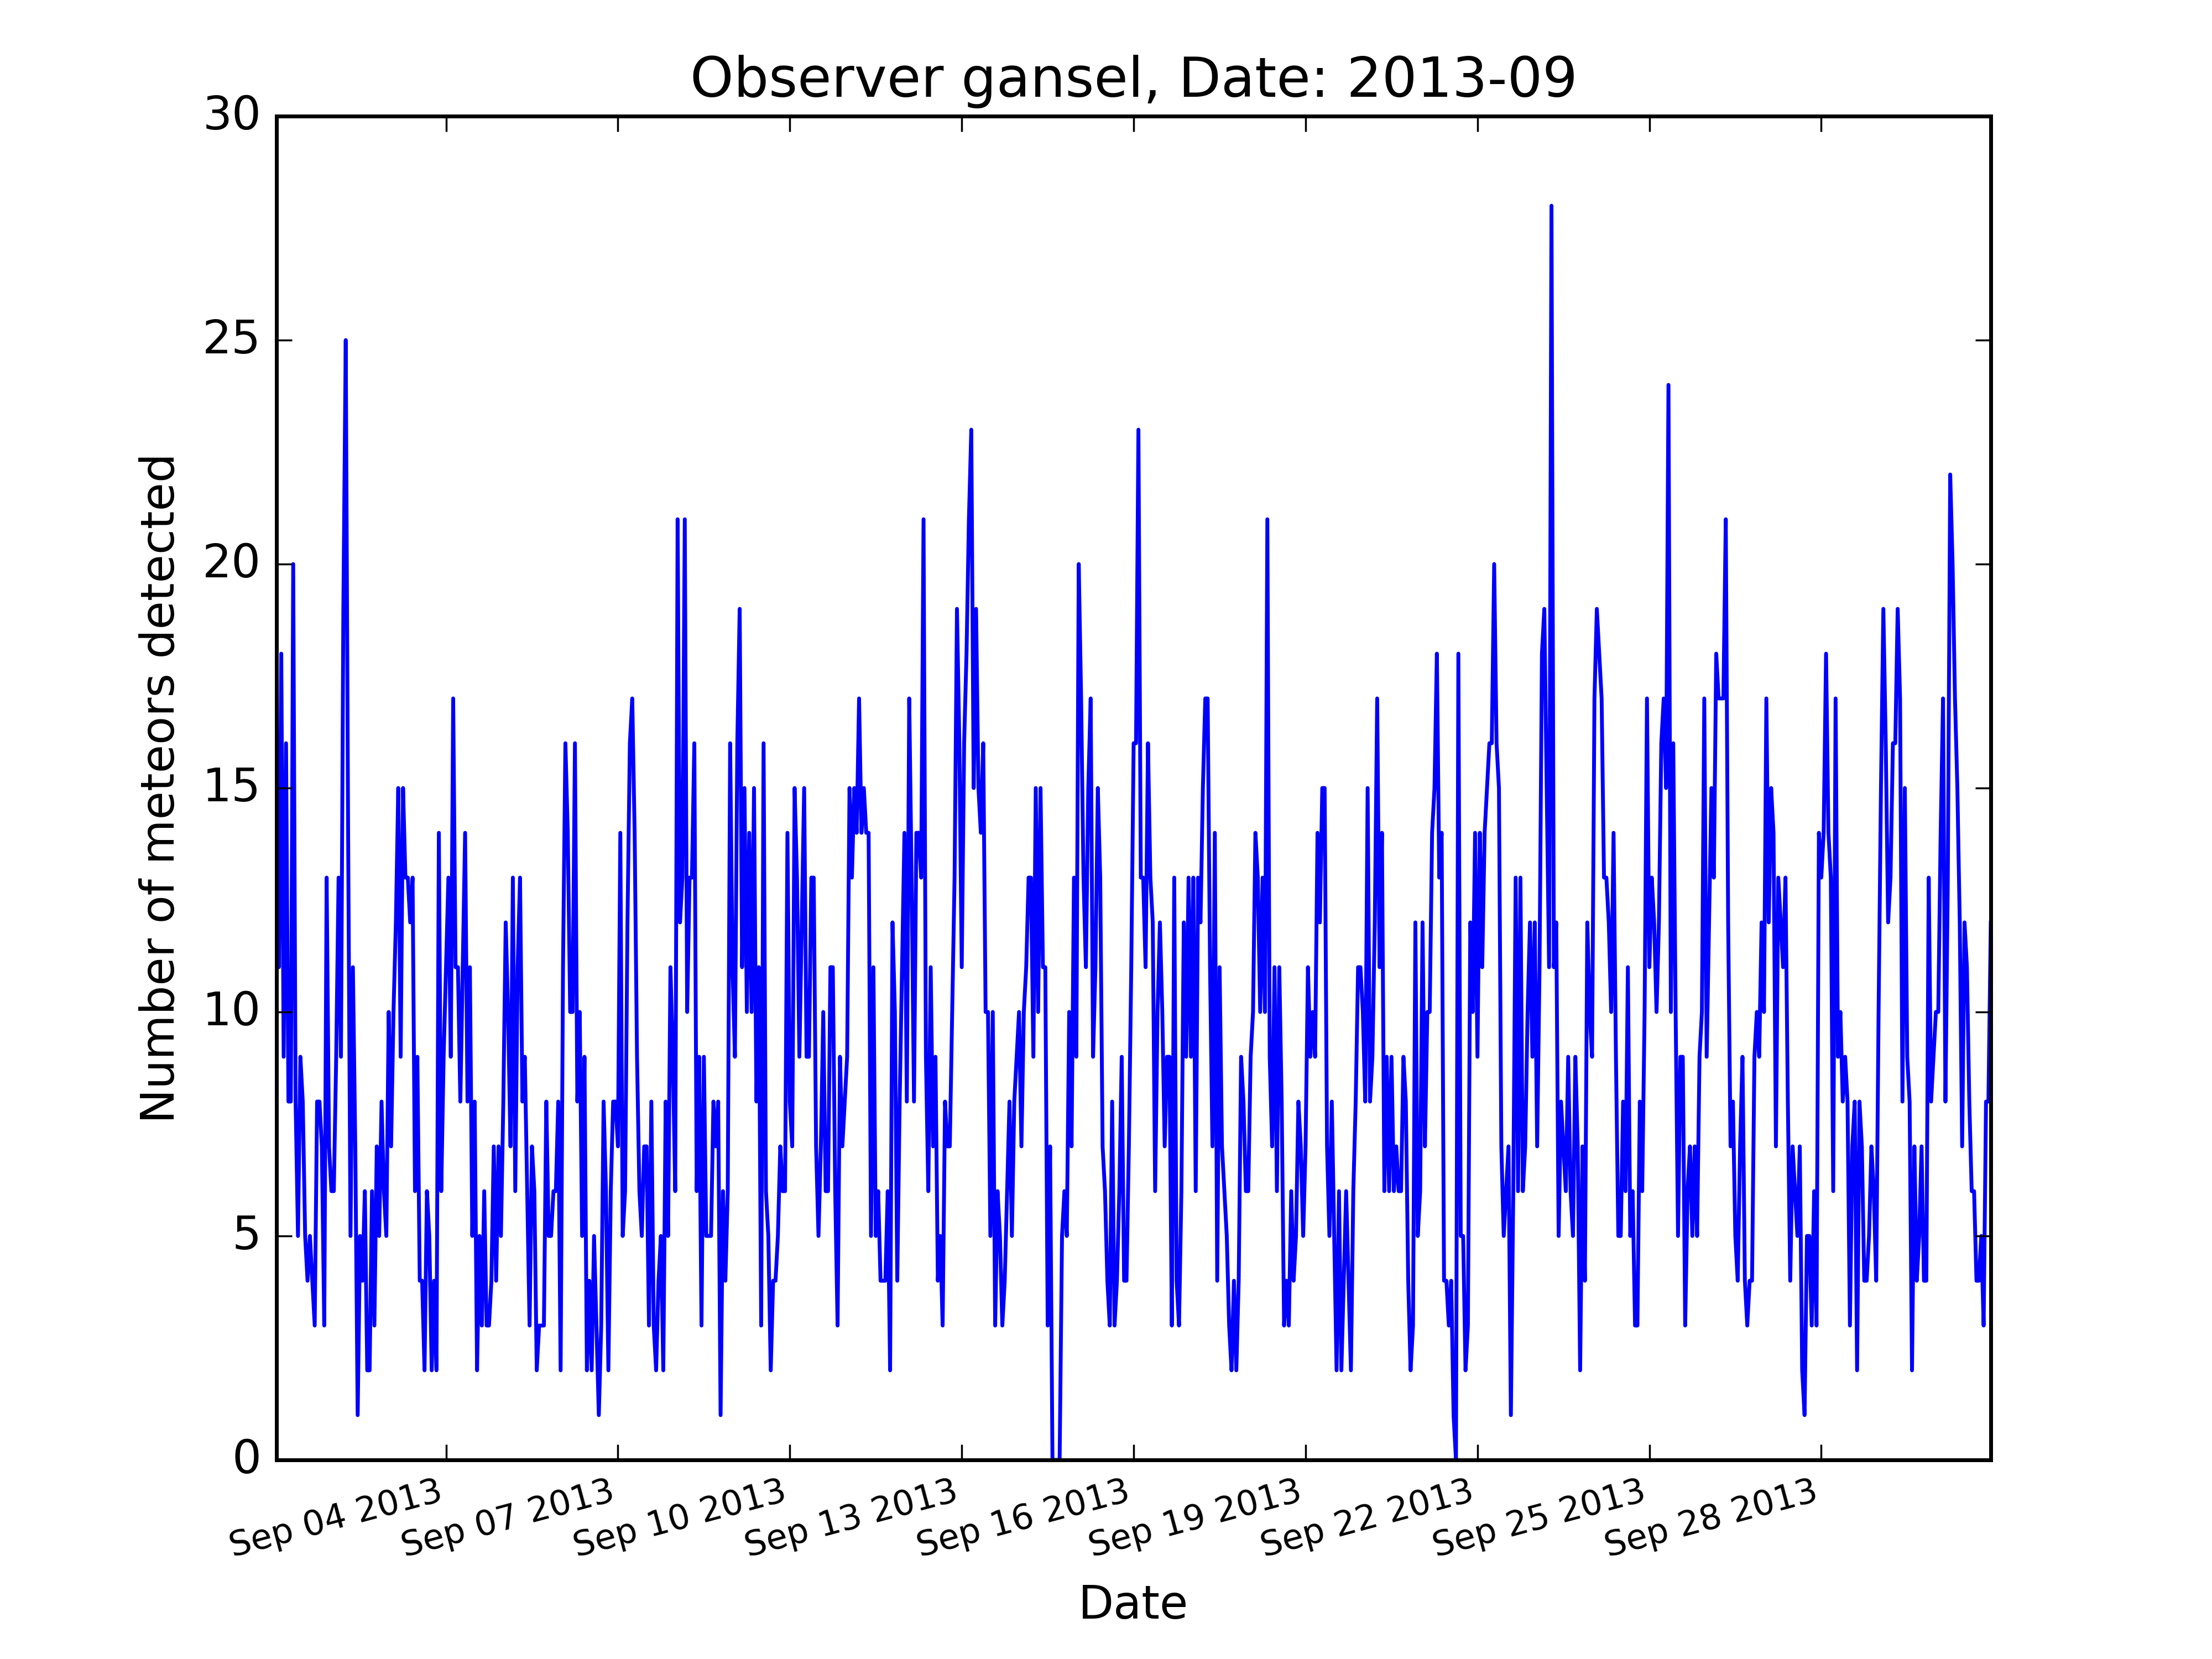 Observer gansel, Date: 2013-09
30
25
20
15
10
5
0
Number of meteors detected
Sep 04 2013
Sep 07 2013
Sep 10 2013
Sep 13 2013
Sep 16 2013
Sep 19 2013
Sep 22 2013
Sep 25 2013
Sep 28 2013
Date